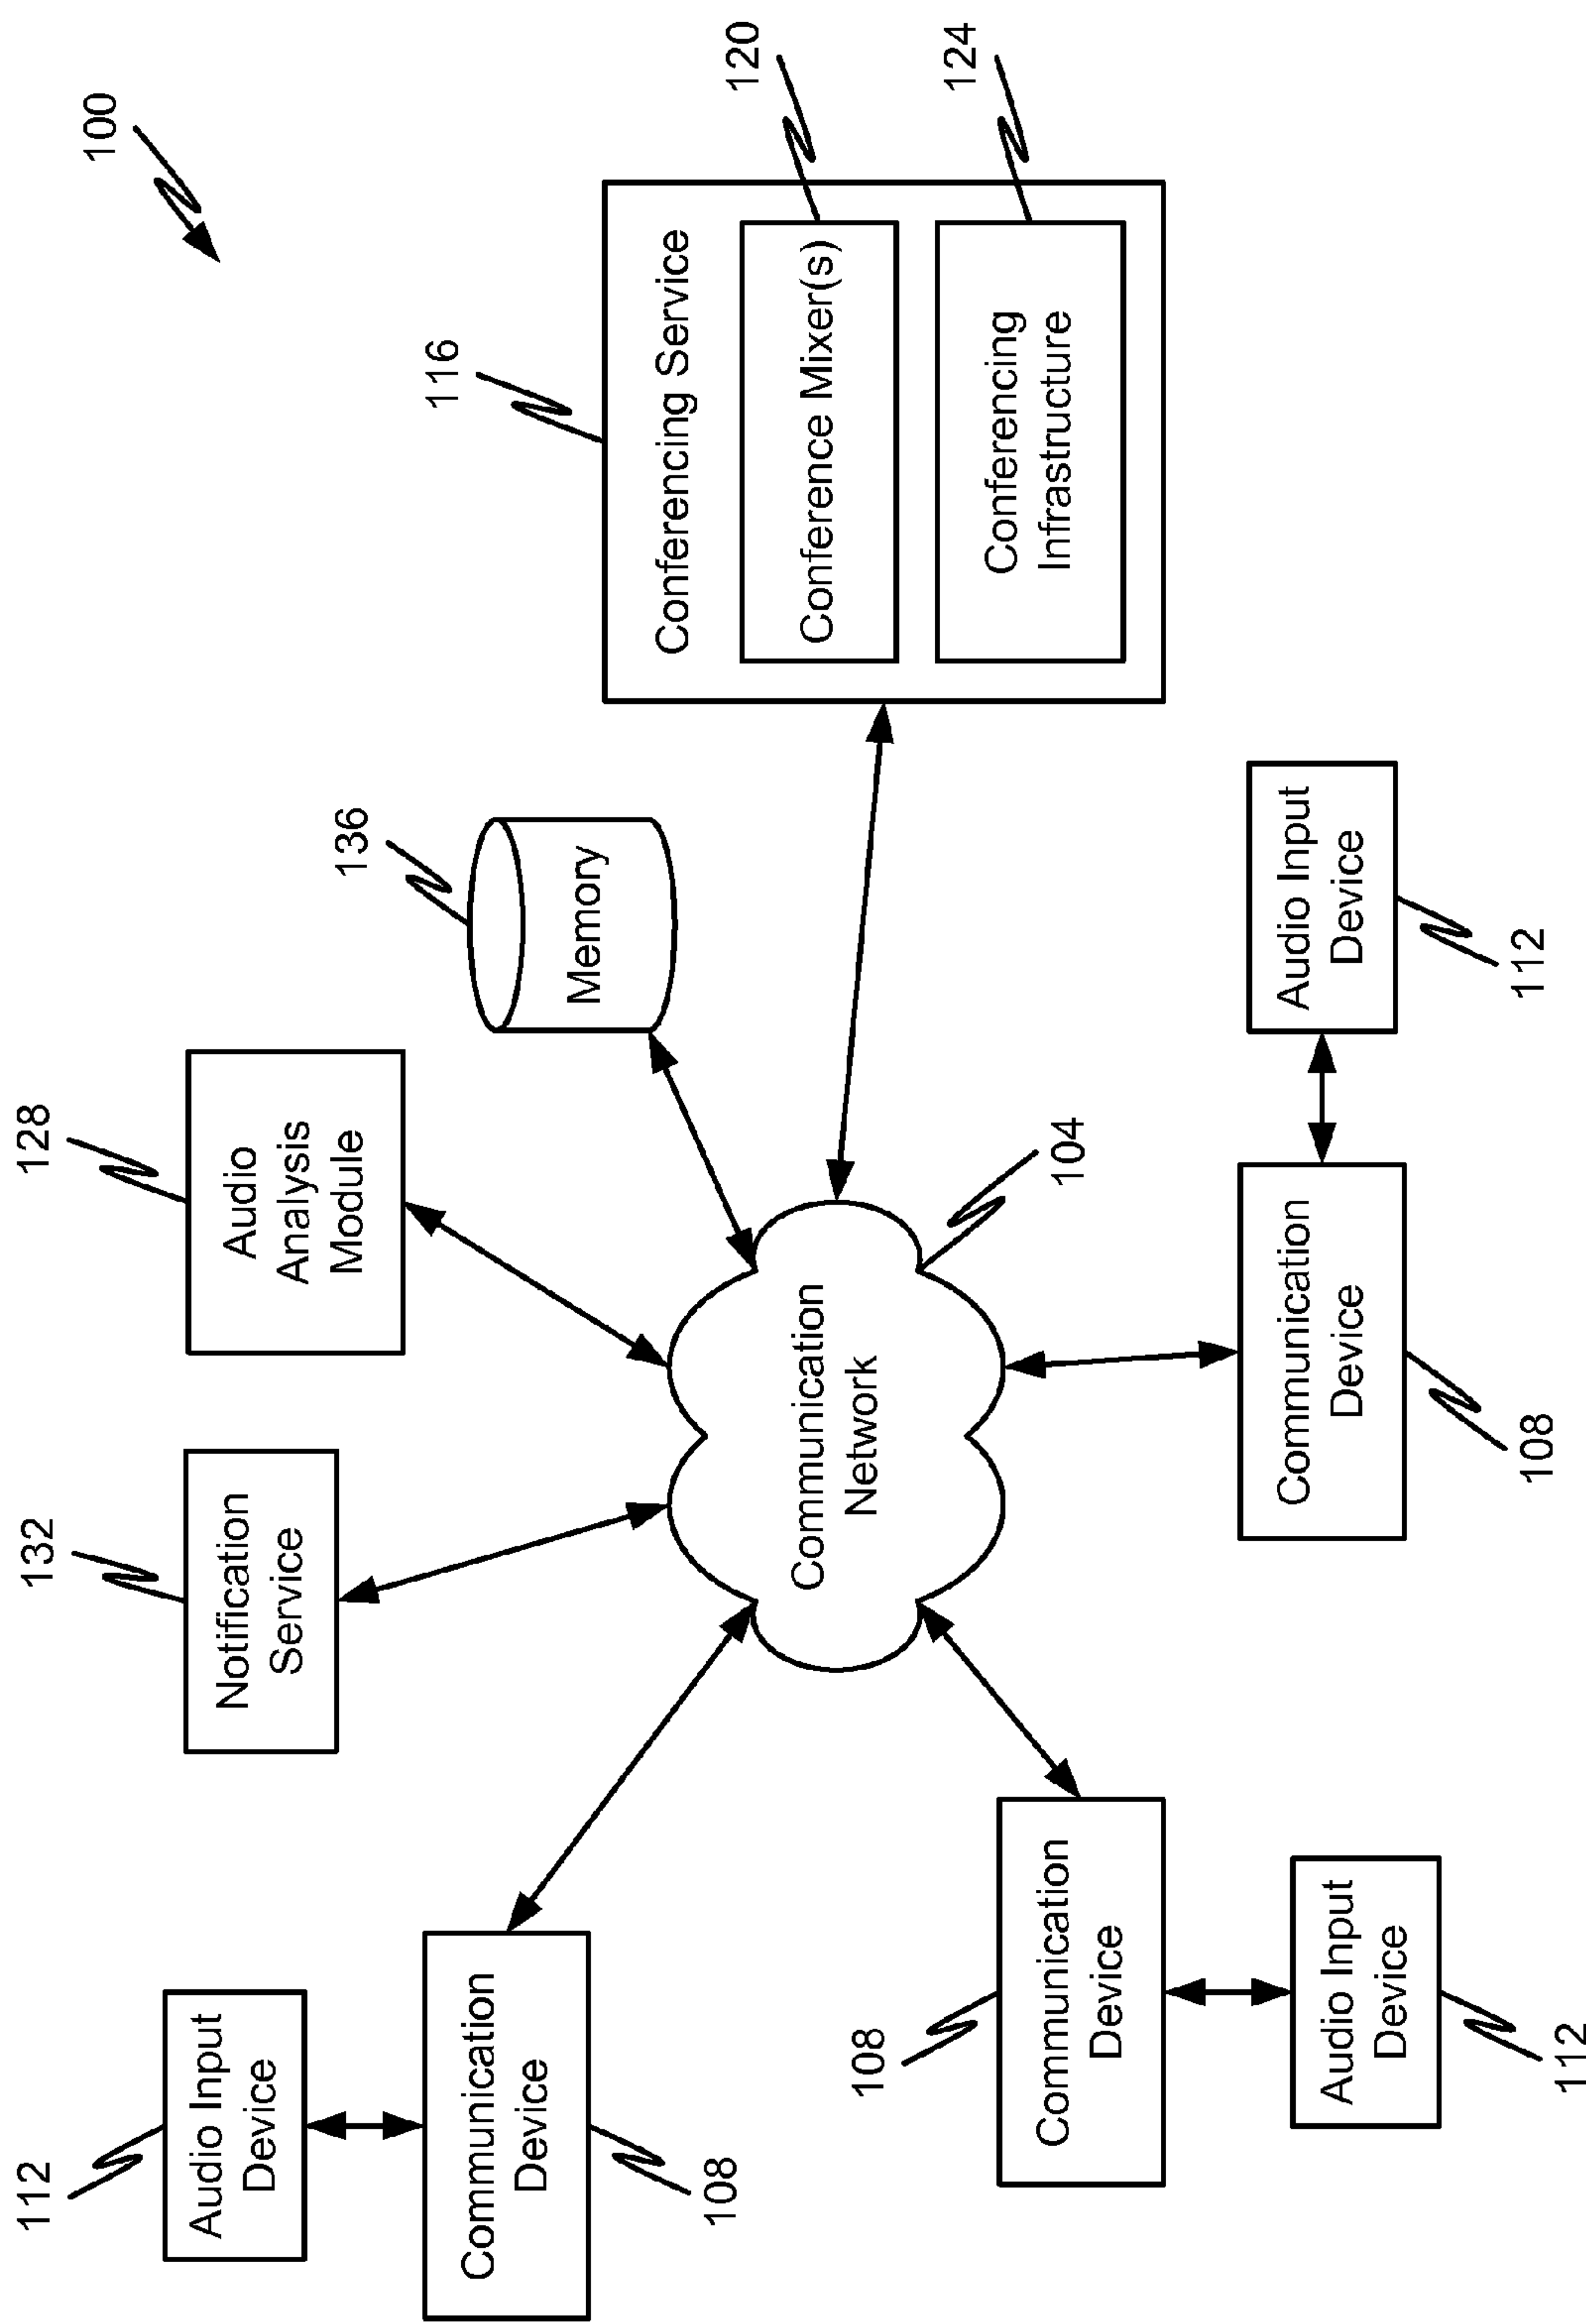 100
112
Audio Input
Device
132
Notification
Service
128
Audio
Analysis
Module
136
Memory
116
Conferencing Service
Conference Mixer(s)
120
Conferencing
Infrastructure
124
Communication
Device
108
Communication
Network
104
108
Communication
Device
Audio Input
Device
112
Communication
Device
108
Audio Input
Device
112